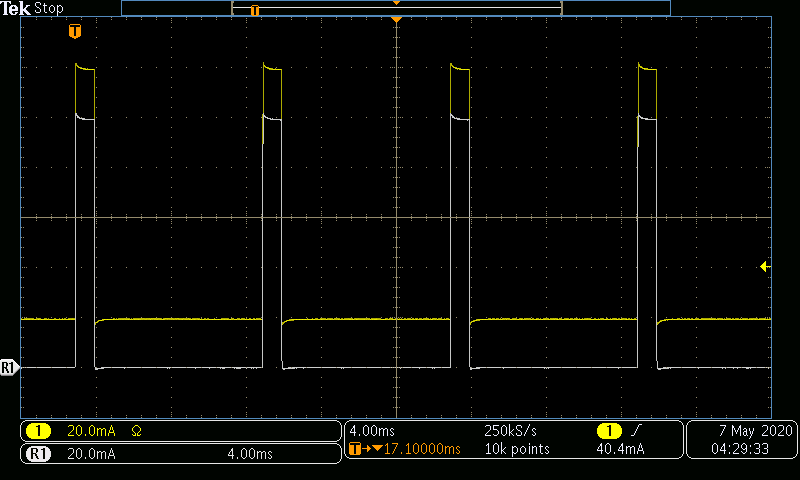 Tek Stop
T
T
R1
1 20.0mA Ω
R1 20.0mA 4.00ms
4.00ms 250kS/s 1
T→▼17.10000ms 10k points 40.4mA
7 May 2020
04:29:33